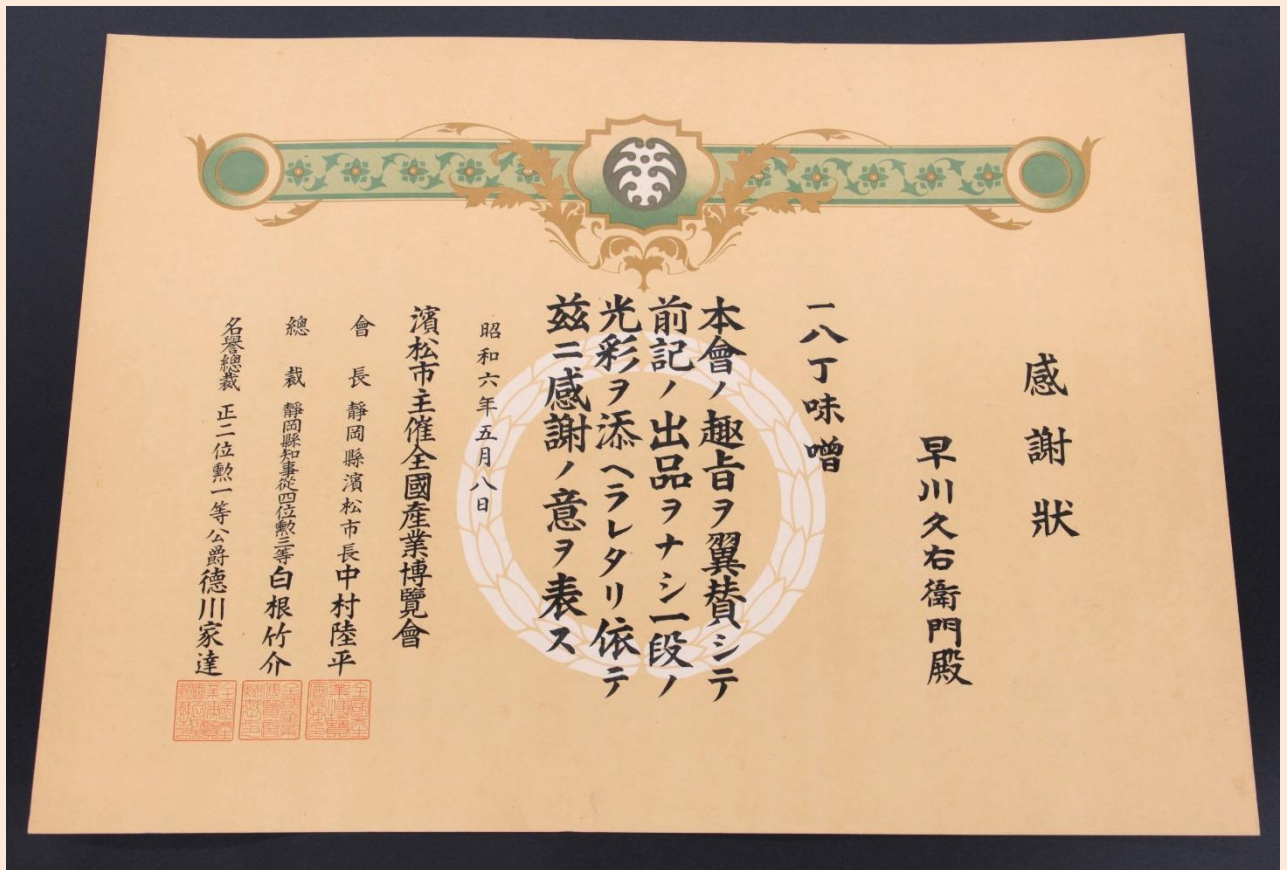 感謝狀
早川久右衞門殿
一八丁味噌
本會ノ趣旨ヲ翼賛シテ
前記ノ出品ヲナシ一段ノ
光彩ヲ添ヘラレタリ依テ
玆ニ感謝ノ意ヲ表ス
昭和六年五月八日
濱松市主催全國産業博覽會
會長 靜岡縣濱松市長中村陸平
總裁 靜岡縣知事從四位勲三等白根竹介
名譽總裁 正二位勲一等公爵德川家達